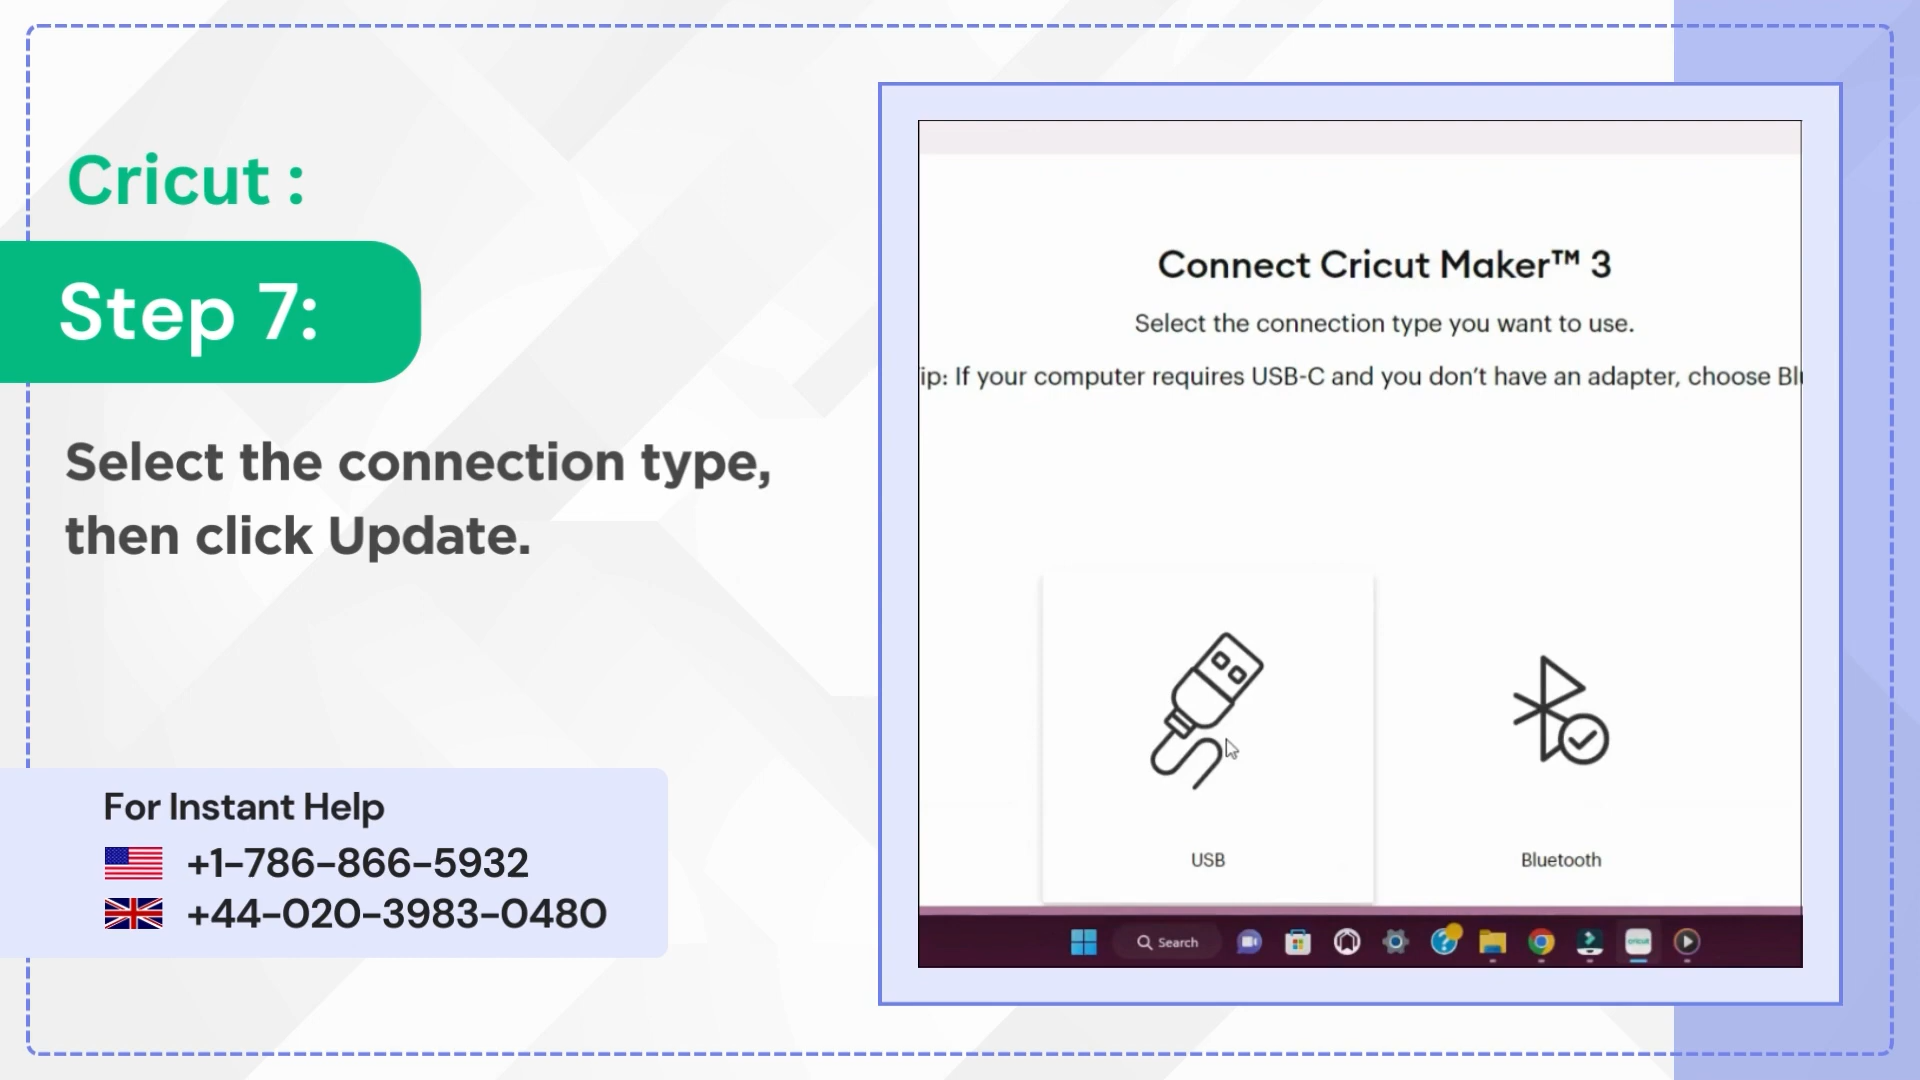 Cricut :
Step 7:
Select the connection type,
then click Update.
For Instant Help
+1-786-866-5932
+44-020-3983-0480
Connect Cricut Maker™ 3
Select the connection type you want to use.
ip: If your computer requires USB-C and you don't have an adapter, choose Bl
USB
Bluetooth
Search
cricut